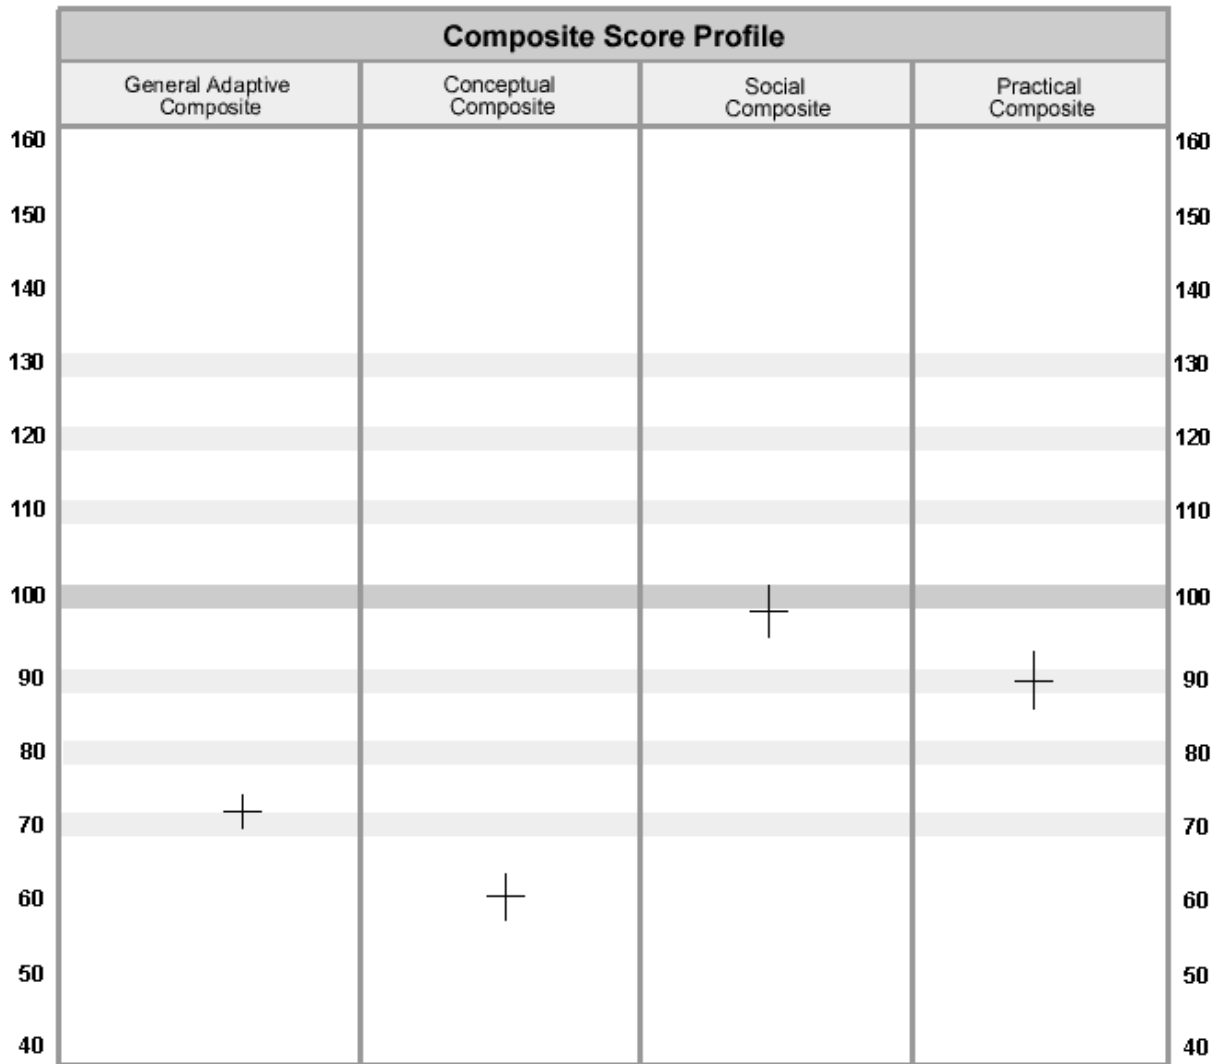 Composite Score Profile
General Adaptive Composite
Conceptual Composite
Social Composite
Practical Composite
160 160
150 150
140 140
130 130
120 120
110 110
100 100
90 90
80 80
70 70
60 60
50 50
40 40